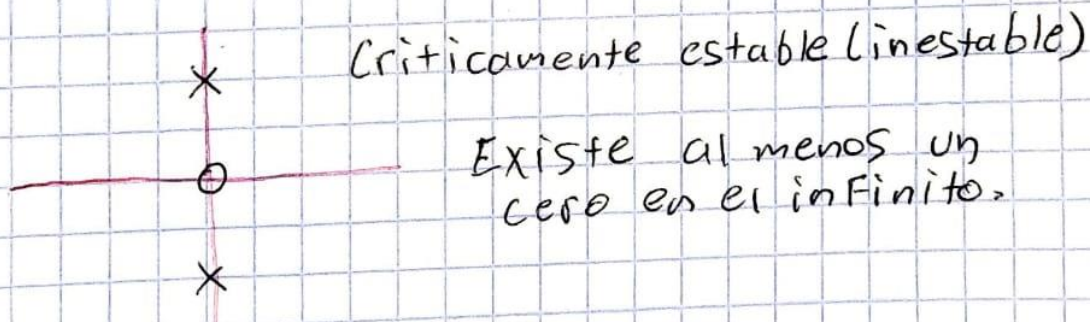 Criticamente estable (inestable)
Existe al menos un
cero en el inFinito.